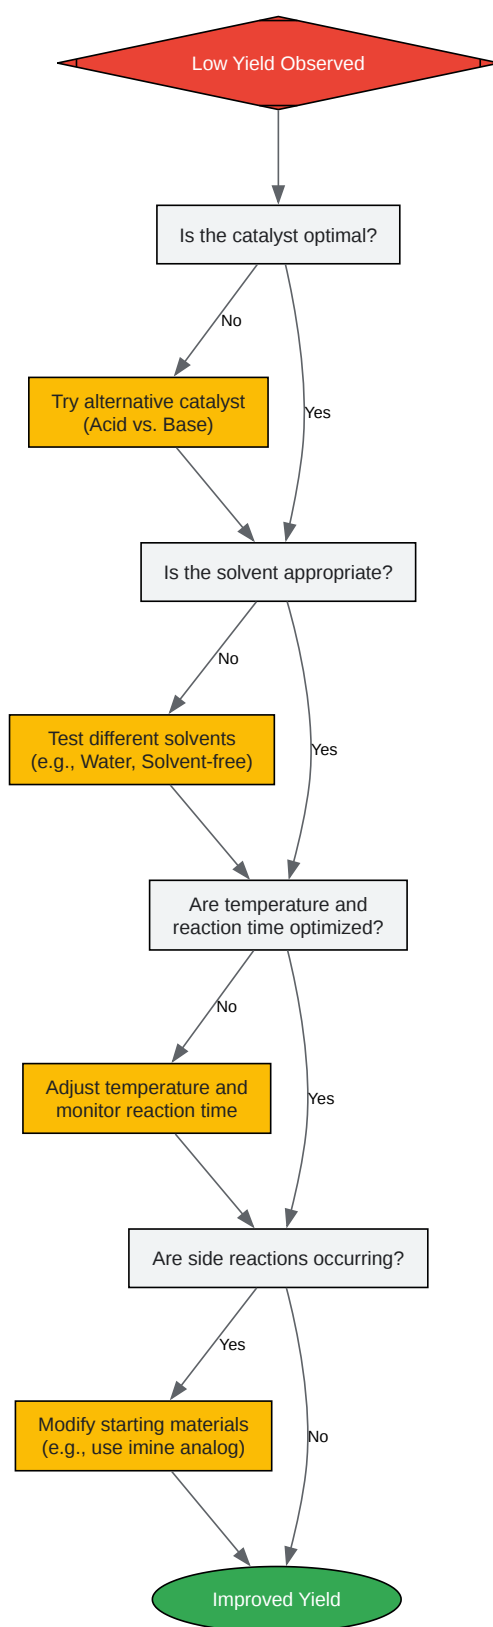 Low Yield Observed
Is the catalyst optimal?
No
Try alternative catalyst
(Acid vs. Base)
Yes
Is the solvent appropriate?
No
Test different solvents
(e.g., Water, Solvent-free)
Yes
Are temperature and
reaction time optimized?
No
Adjust temperature and
monitor reaction time
Yes
Are side reactions occurring?
Yes
Modify starting materials
(e.g., use imine analog)
No
Improved Yield